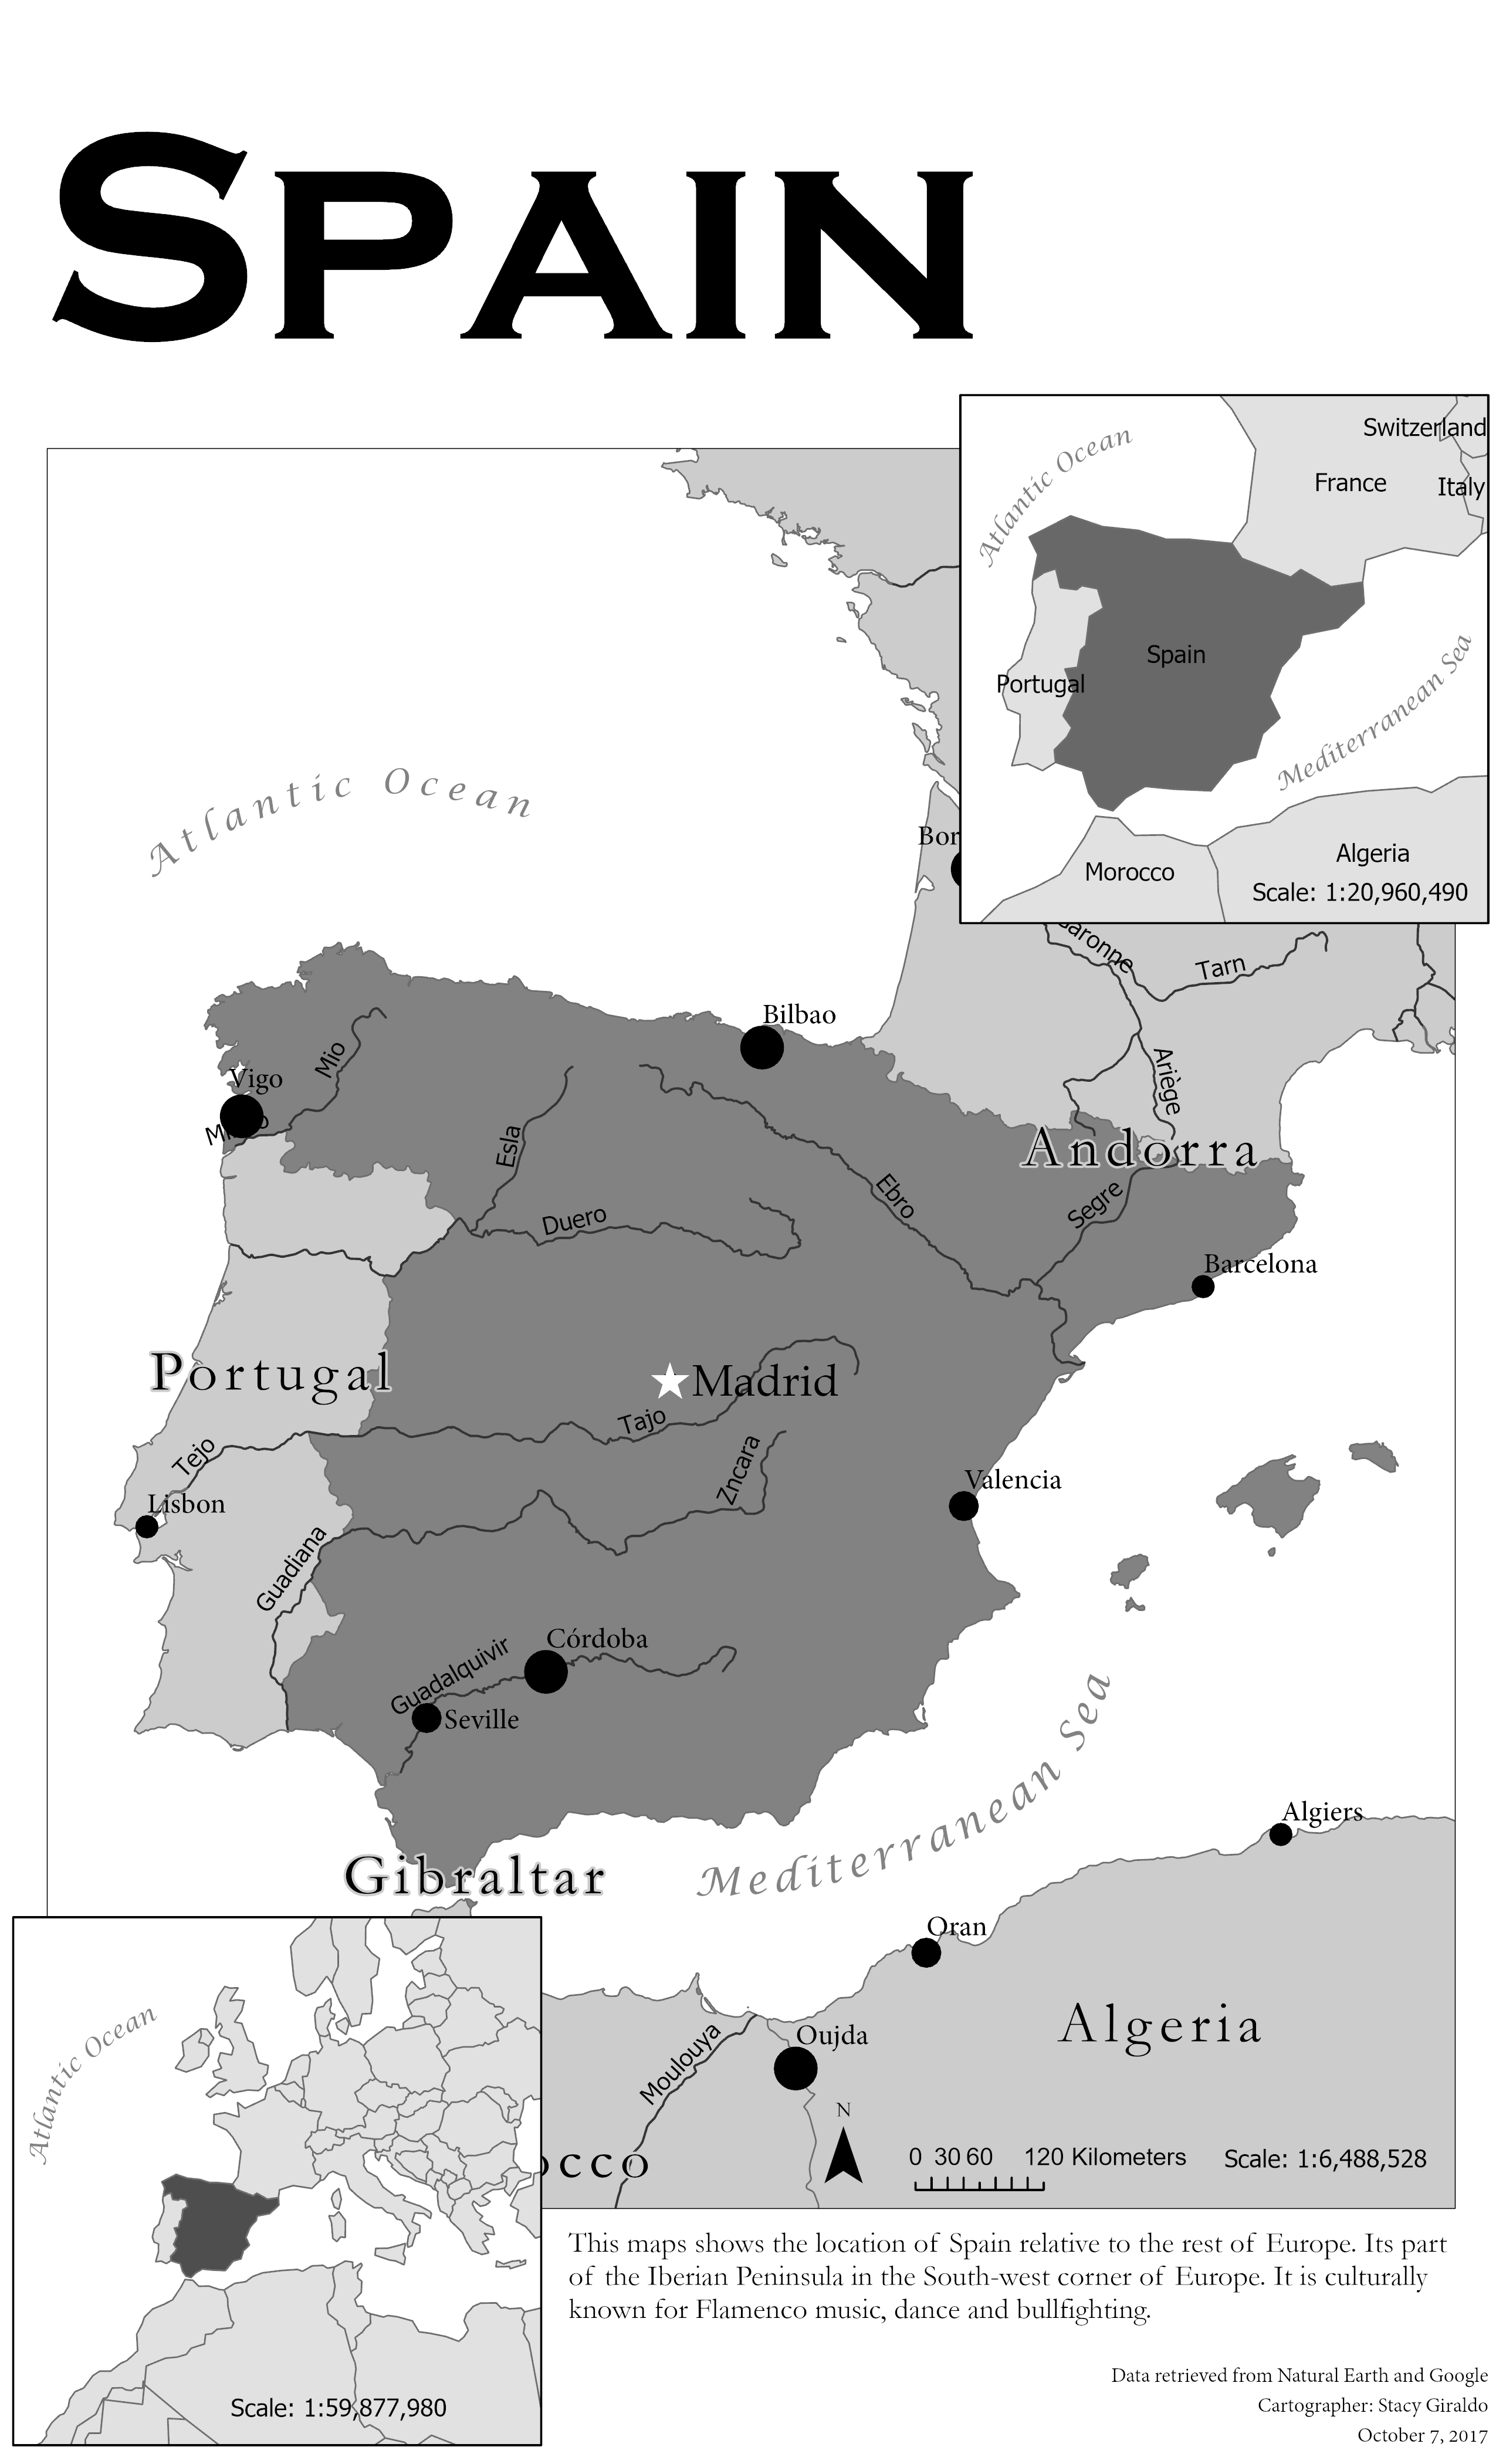 SPAIN
Atlantic Ocean
Switzerland
France
Italy
Spain
Portugal
Mediterranean Sea
Morocco
Algeria
Scale: 1:20,960,490
Atlantic Ocean
Bor
aronne
Tarn
Ariège
Bilbao
Vigo
Mio
Esla
Duero
Ebro
Andorra
Segre
Barcelona
Portugal
Madrid
Tajo
Tejo
Zncara
Valencia
Lisbon
Guadiana
Córdoba
Guadalquivir
Seville
Mediterranean Sea
Gibraltar
Algiers
Oran
Algeria
Oujda
Moulouya
occo
N
0 30 60 120 Kilometers
Scale: 1:6,488,528
Atlantic Ocean
Scale: 1:59,877,980
This maps shows the location of Spain relative to the rest of Europe. Its part
of the Iberian Peninsula in the South-west corner of Europe. It is culturally
known for Flamenco music, dance and bullfighting.
Data retrieved from Natural Earth and Google
Cartographer: Stacy Giraldo
October 7, 2017